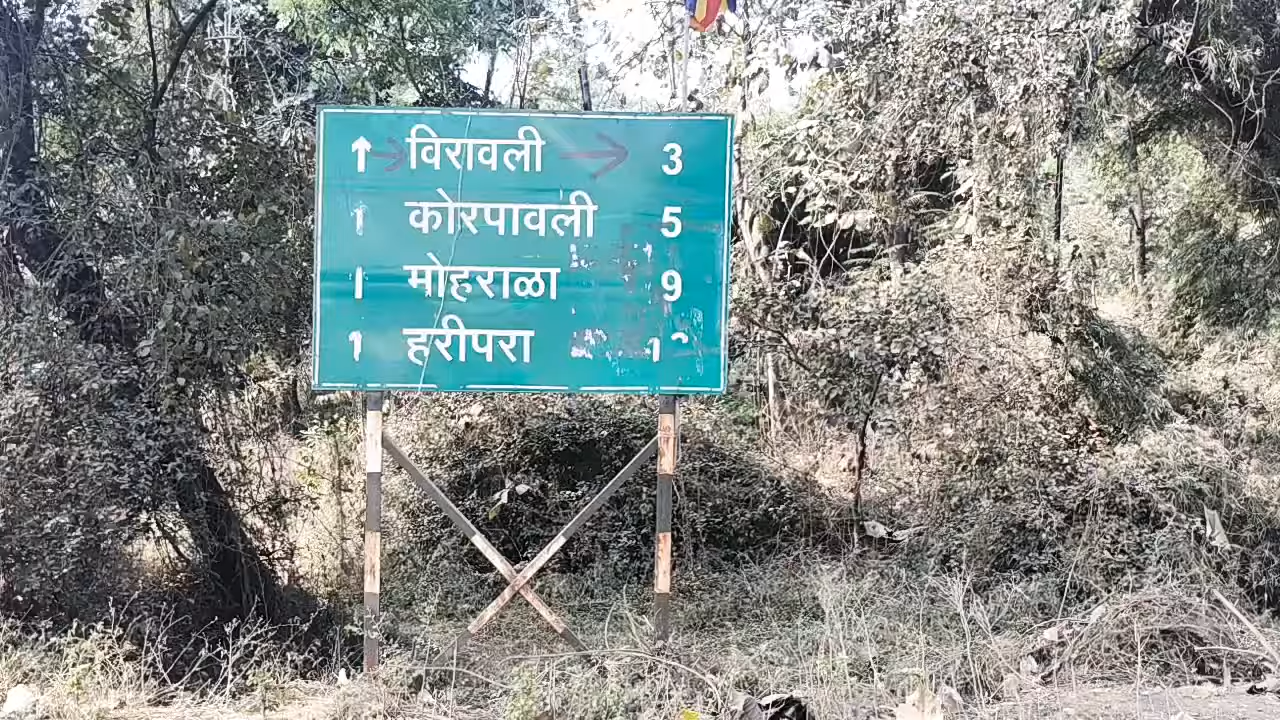 ↑ विरावली → 3
↑ कोरपावली 5
मोहराळा 9
↑ हरीपरा